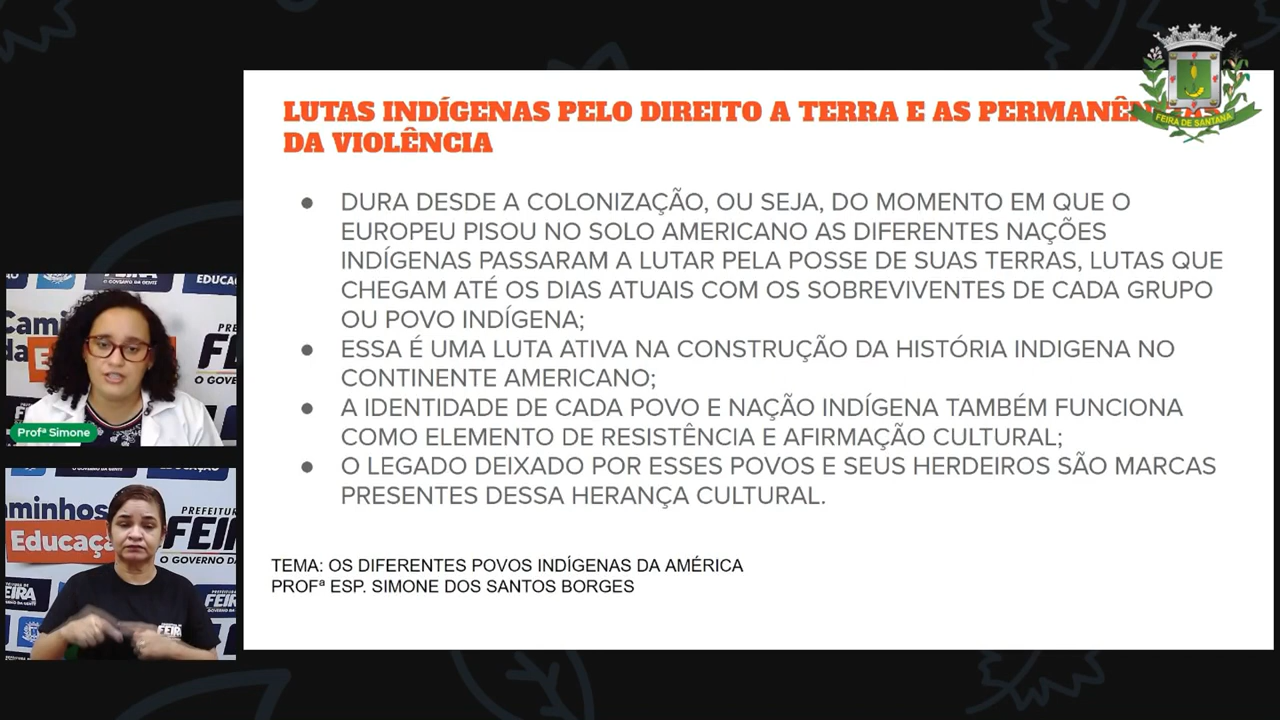 LUTAS INDÍGENAS PELO DIREITO A TERRA E AS
DA VIOLÊNCIA
FEIRA DE SANTANA
● DURA DESDE A COLONIZAÇÃO, OU SEJA, DO MOMENTO EM QUE O
EUROPEU PISOU NO SOLO AMERICANO AS DIFERENTES NAÇÕES
INDÍGENAS PASSARAM A LUTAR PELA POSSE DE SUAS TERRAS, LUTAS QUE
CHEGAM ATÉ OS DIAS ATUAIS COM OS SOBREVIVENTES DE CADA GRUPO
OU POVO INDÍGENA;
● ESSA É UMA LUTA ATIVA NA CONSTRUÇÃO DA HISTÓRIA INDIGENA NO
CONTINENTE AMERICANO;
● A IDENTIDADE DE CADA POVO E NAÇÃO INDÍGENA TAMBÉM FUNCIONA
COMO ELEMENTO DE RESISTÊNCIA E AFIRMAÇÃO CULTURAL;
● O LEGADO DEIXADO POR ESSES POVOS E SEUS HERDEIROS SÃO MARCAS
PRESENTES DESSA HERANÇA CULTURAL.
TEMA: OS DIFERENTES POVOS INDÍGENAS DA AMÉRICA
PROFª ESP. SIMONE DOS SANTOS BORGES
O GOVERNO DA GENTE
da
Profª Simone
FEIRA